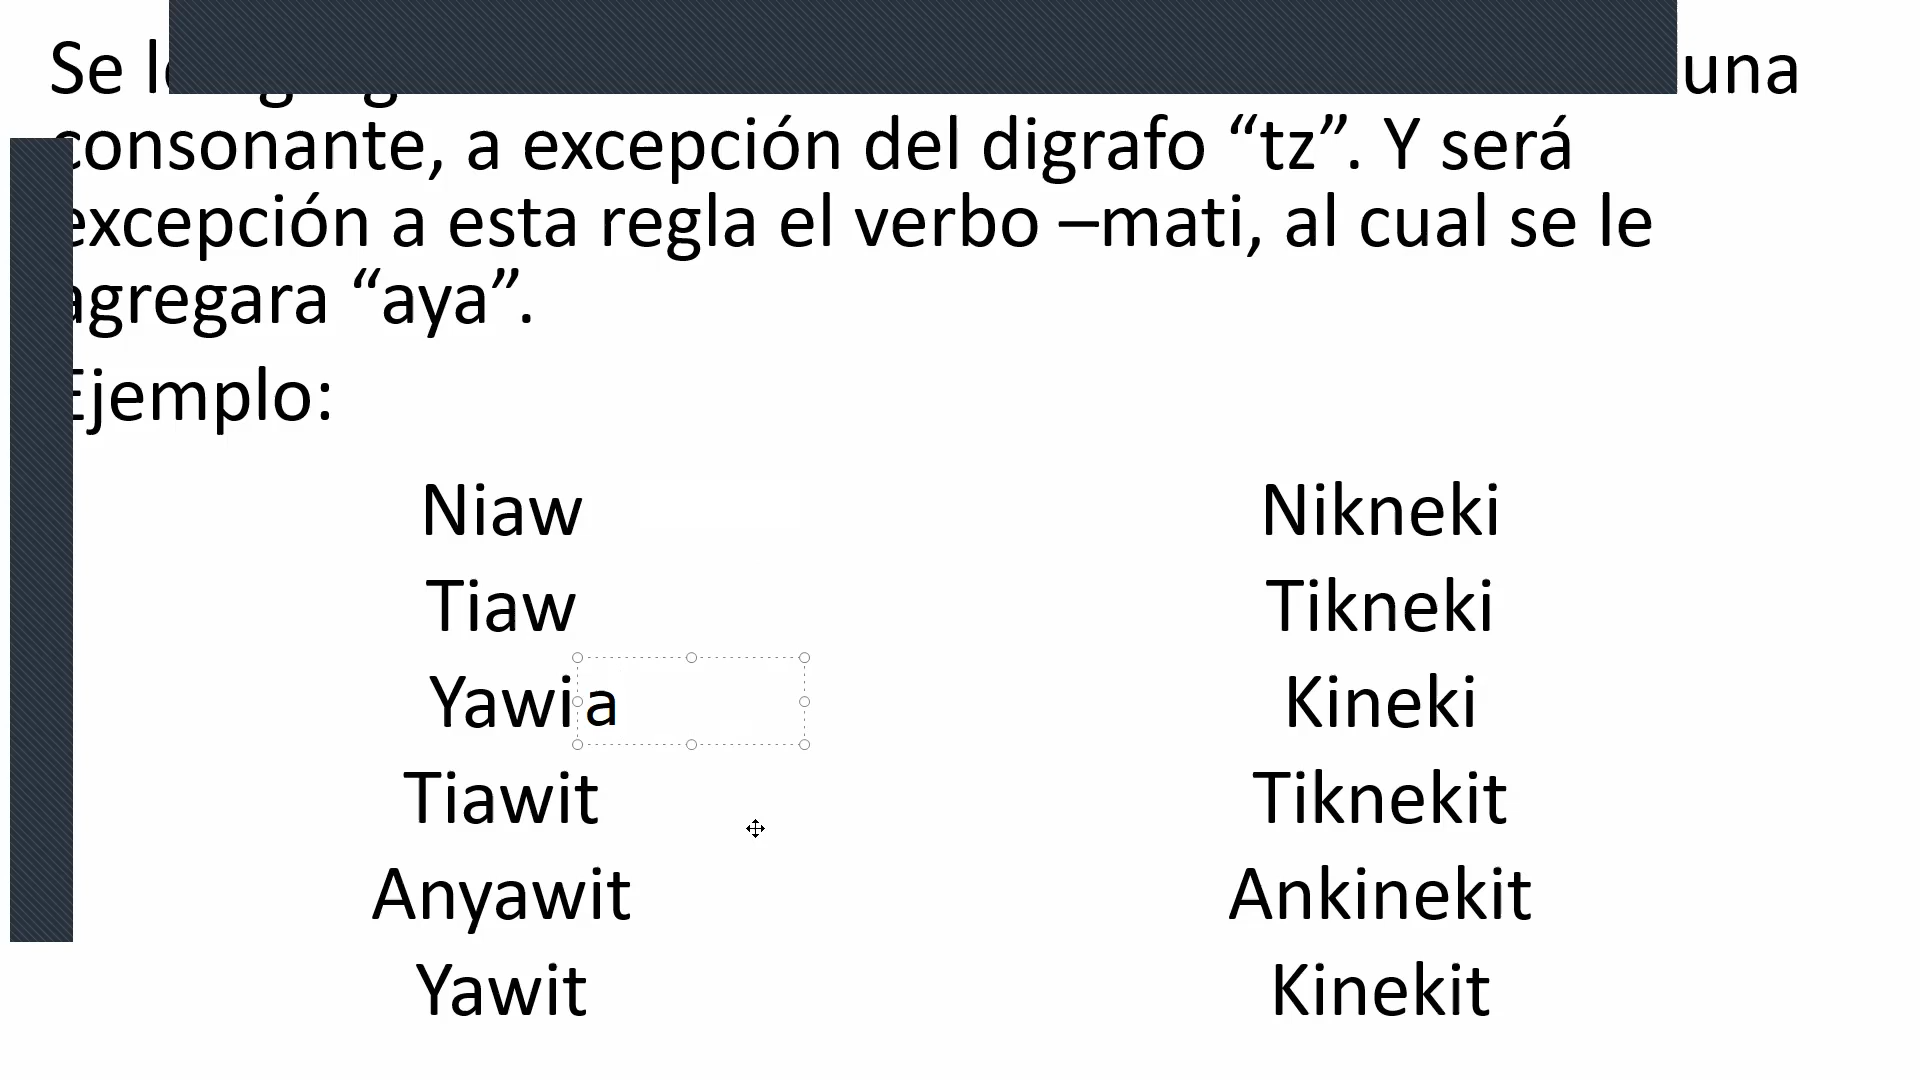 Se una
consonante, a excepción del digrafo “tz”. Y será
excepción a esta regla el verbo –mati, al cual se le
agregara “aya”.
Ejemplo:
Niaw Nikneki
Tiaw Tikneki
Yawi a Kineki
Tiawit Tiknekit
Anyawit Ankinekit
Yawit Kinekit